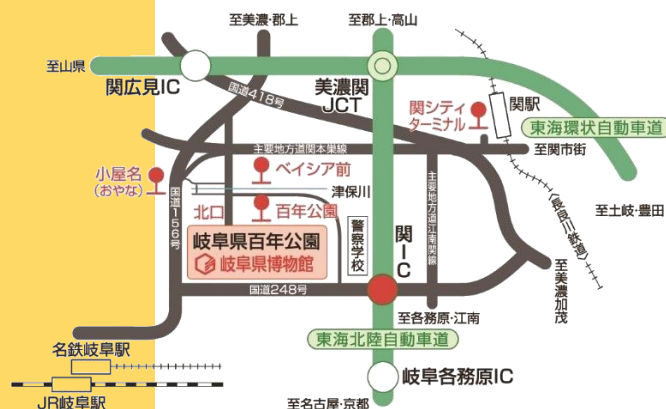 至美濃・郡上
至郡上・高山
至山県
関広見IC
国道418号
美濃関
JCT
関シティ
ターミナル
関駅
東海環状自動車道
主要地方道関本巣線
至関市街
小屋名
(おやな)
ベイシア前
津保川
国道156号
北口
百年公園
主要地方道江南関線
〈長良川鉄道〉
至土岐・豊田
岐阜県百年公園
岐阜県博物館
警察学校
関IC
至美濃加茂
国道248号
至各務原・江南
東海北陸自動車道
名鉄岐阜駅
岐阜各務原IC
JR岐阜駅
至名古屋・京都